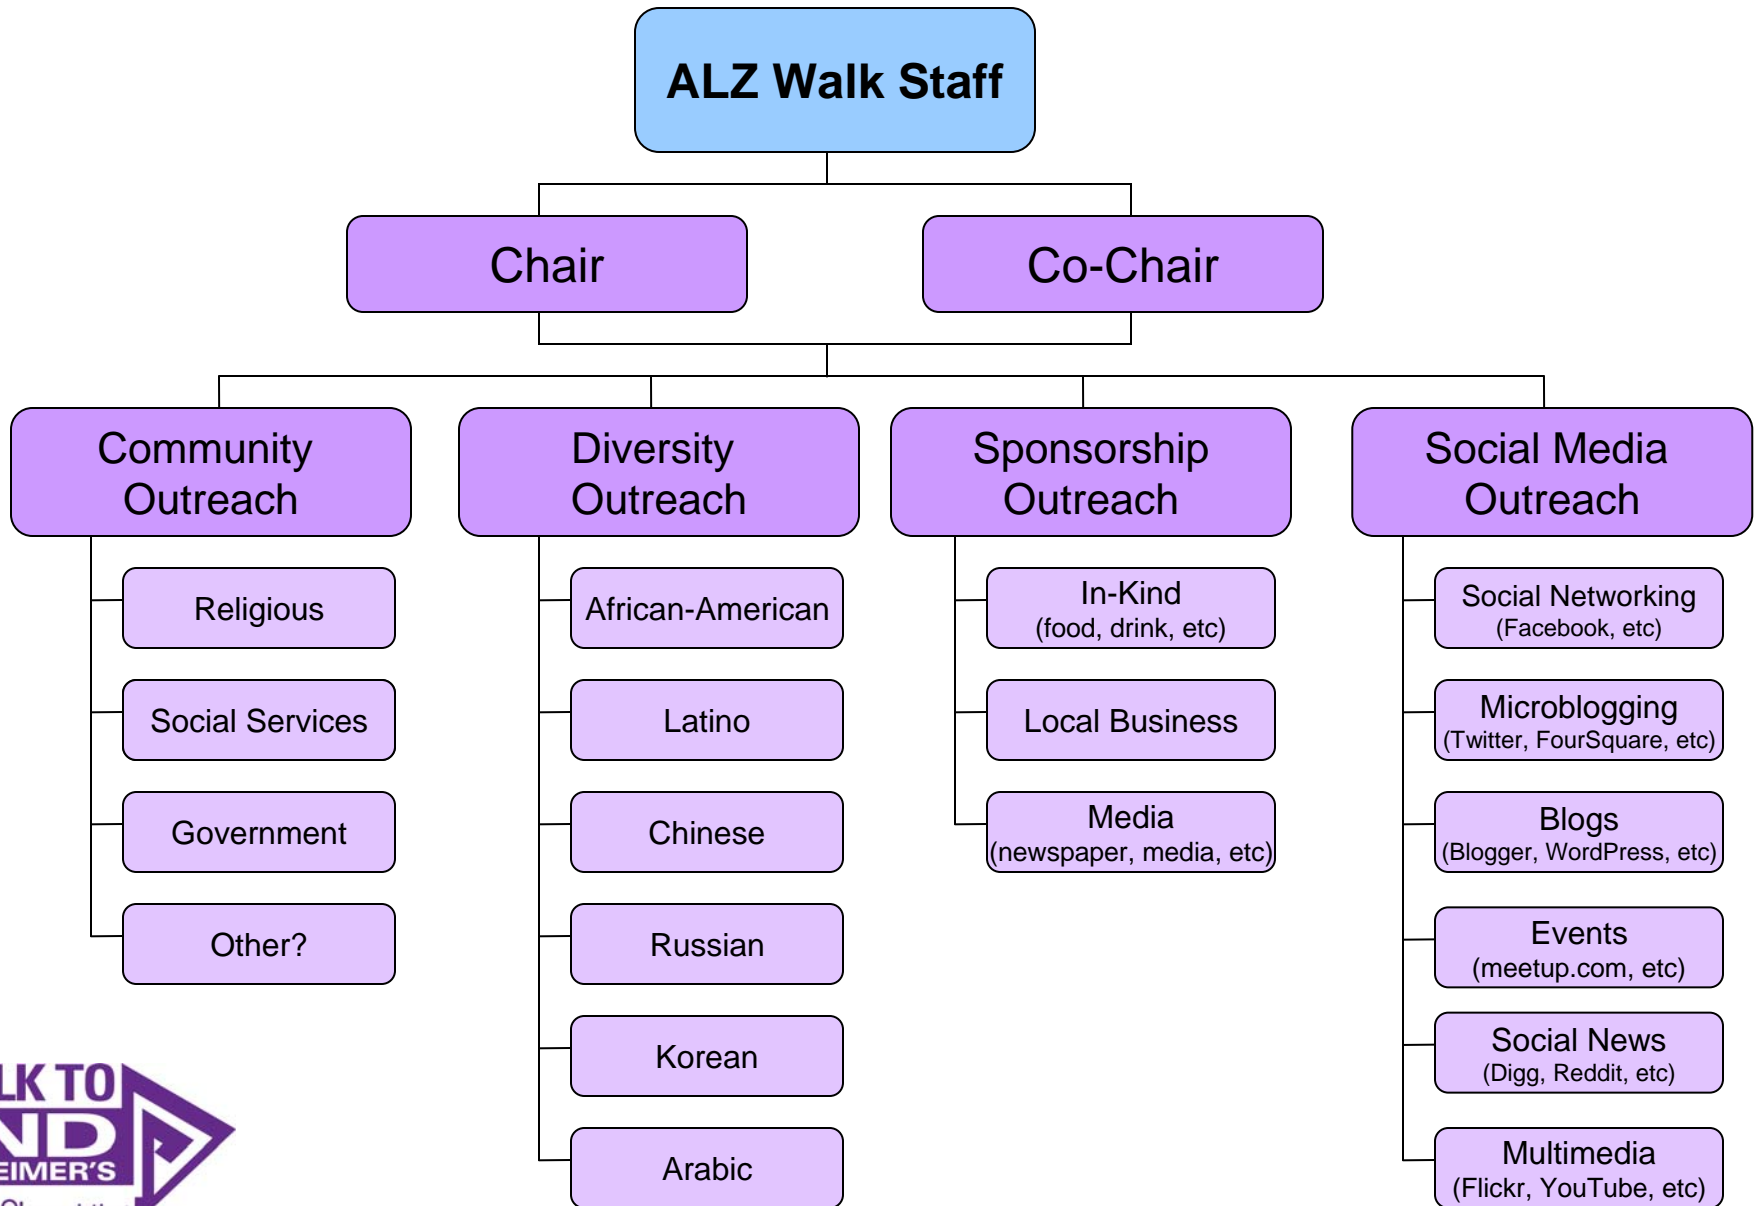 ALZ Walk Staff
Chair
Co-Chair
Community
Outreach
Diversity
Outreach
Sponsorship
Outreach
Social Media
Outreach
Religious
Social Services
Government
Other?
African-American
Latino
Chinese
Russian
Korean
Arabic
In-Kind
(food, drink, etc)
Local Business
Media
(newspaper, media, etc)
Social Networking
(Facebook, etc)
Microblogging
(Twitter, FourSquare, etc)
Blogs
(Blogger, WordPress, etc)
Events
(meetup.com, etc)
Social News
(Digg, Reddit, etc)
Multimedia
(Flickr, YouTube, etc)
LK TO
ND
EIMER'S